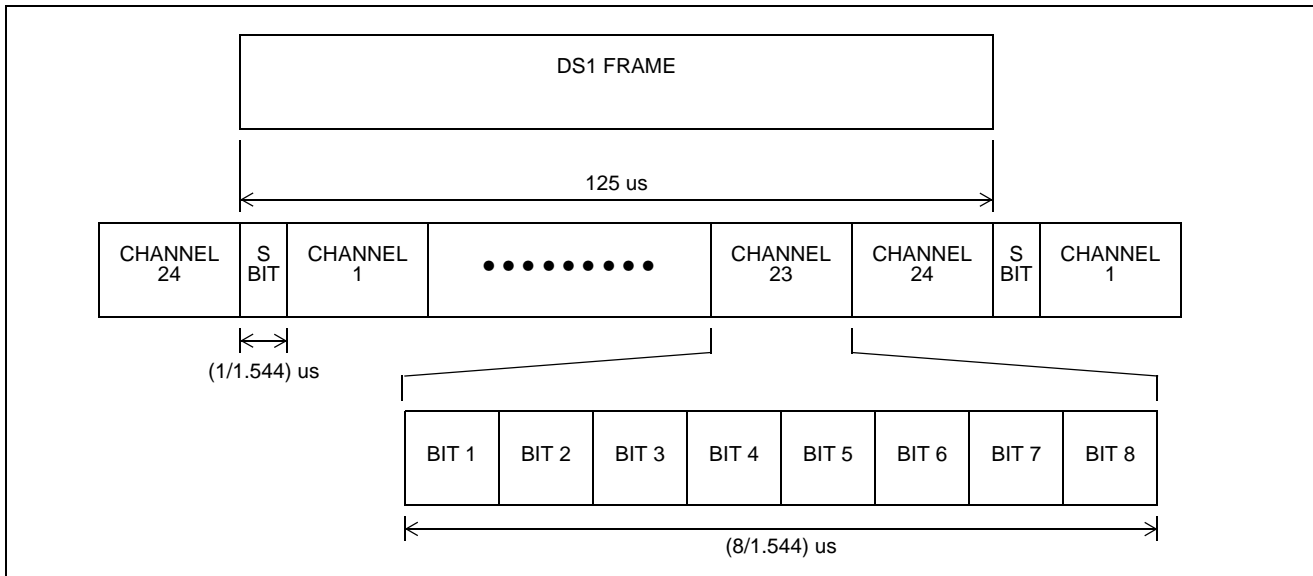 DS1 FRAME
125 us
CHANNEL
24
S
BIT
CHANNEL
1
CHANNEL
23
CHANNEL
24
S
BIT
CHANNEL
1
(1/1.544) us
BIT 1
BIT 2
BIT 3
BIT 4
BIT 5
BIT 6
BIT 7
BIT 8
(8/1.544) us